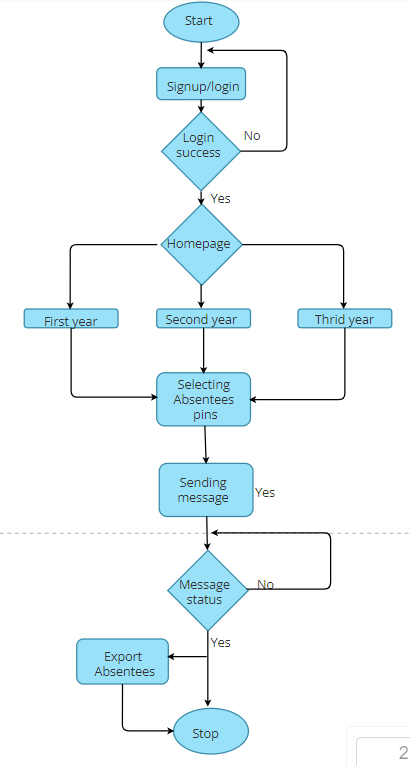 Start
Signup/login
Login
success
No
Yes
Homepage
First year
Second year
Thrid year
Selecting
Absentees
pins
Sending
message
Yes
Message
status
No
Yes
Export
Absentees
Stop
2